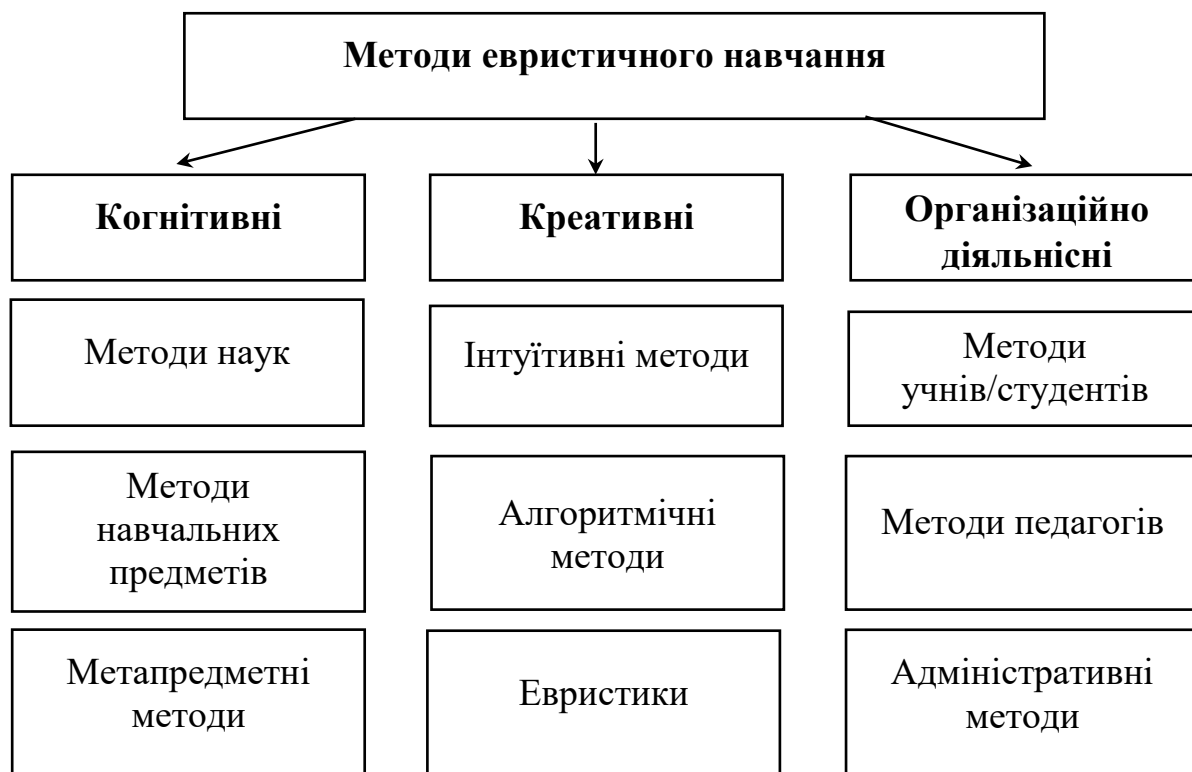 Методи евристичного навчання
Когнітивні
Креативні
Організаційно
діяльнісні
Методи наук
Інтуїтивні методи
Методи
учнів/студентів
Методи
навчальних
предметів
Алгоритмічні
методи
Методи педагогів
Метапредметні
методи
Евристики
Адміністративні
методи